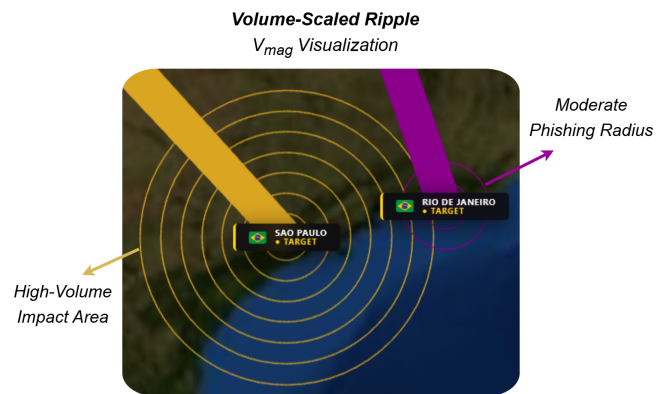 Volume-Scaled Ripple
Vmag Visualization
Moderate
Phishing Radius
RIO DE JANEIRO
• TARGET
SAO PAULO
• TARGET
High-Volume
Impact Area